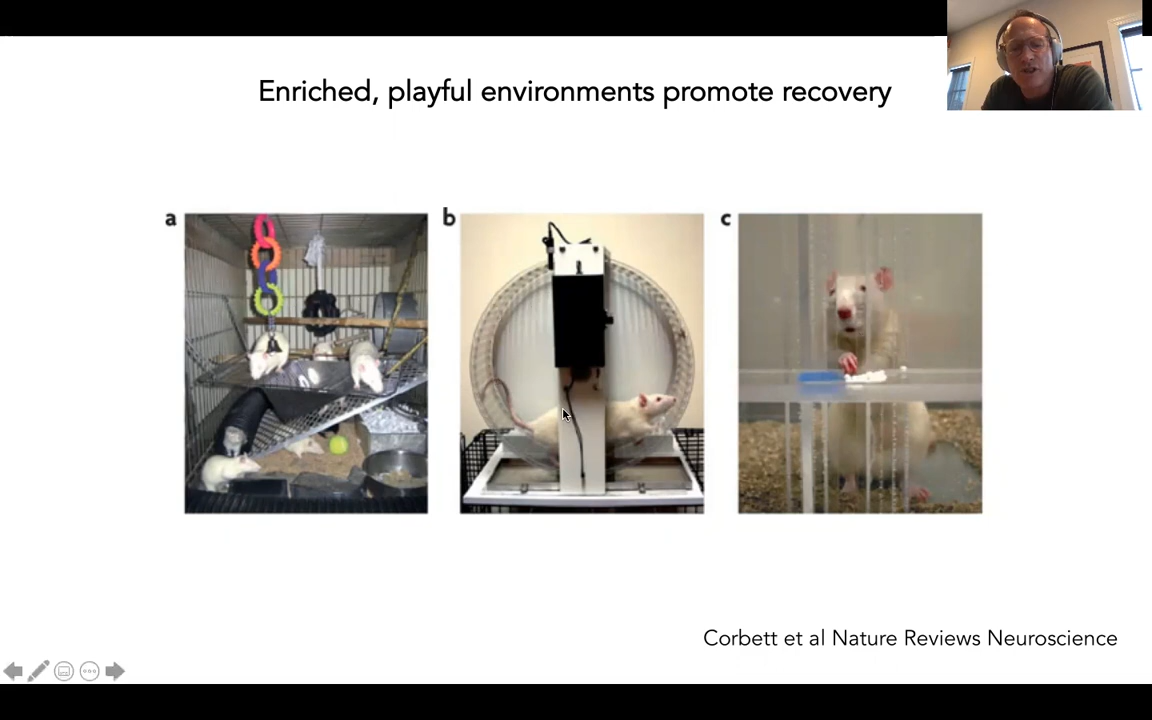 Enriched, playful environments promote recovery
a
b
c
Corbett et al Nature Reviews Neuroscience